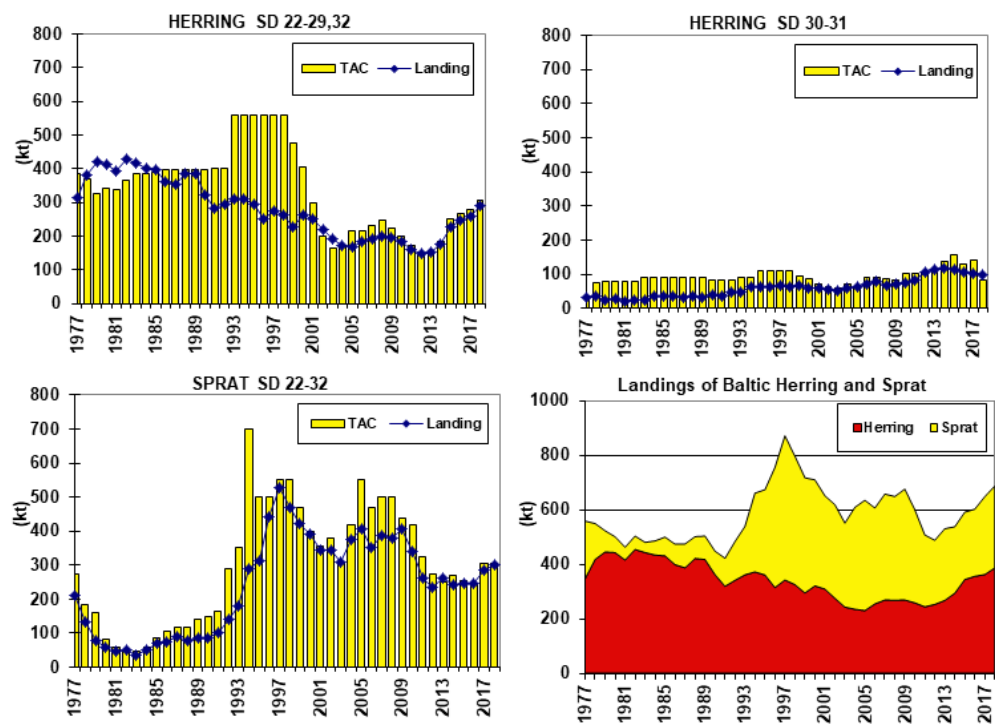 HERRING SD 22-29,32
800
700
600
500
400
300
200
100
0
(kt)
TAC Landing
1977 1981 1985 1989 1993 1997 2001 2005 2009 2013 2017
HERRING SD 30-31
800
700
600
500
400
300
200
100
0
(kt)
TAC Landing
1977 1981 1985 1989 1993 1997 2001 2005 2009 2013 2017
SPRAT SD 22-32
800
700
600
500
400
300
200
100
0
(kt)
TAC Landing
1977 1981 1985 1989 1993 1997 2001 2005 2009 2013 2017
Landings of Baltic Herring and Sprat
1000
800
600
400
200
0
(kt)
Herring Sprat
1977 1981 1985 1989 1993 1997 2001 2005 2009 2013 2017